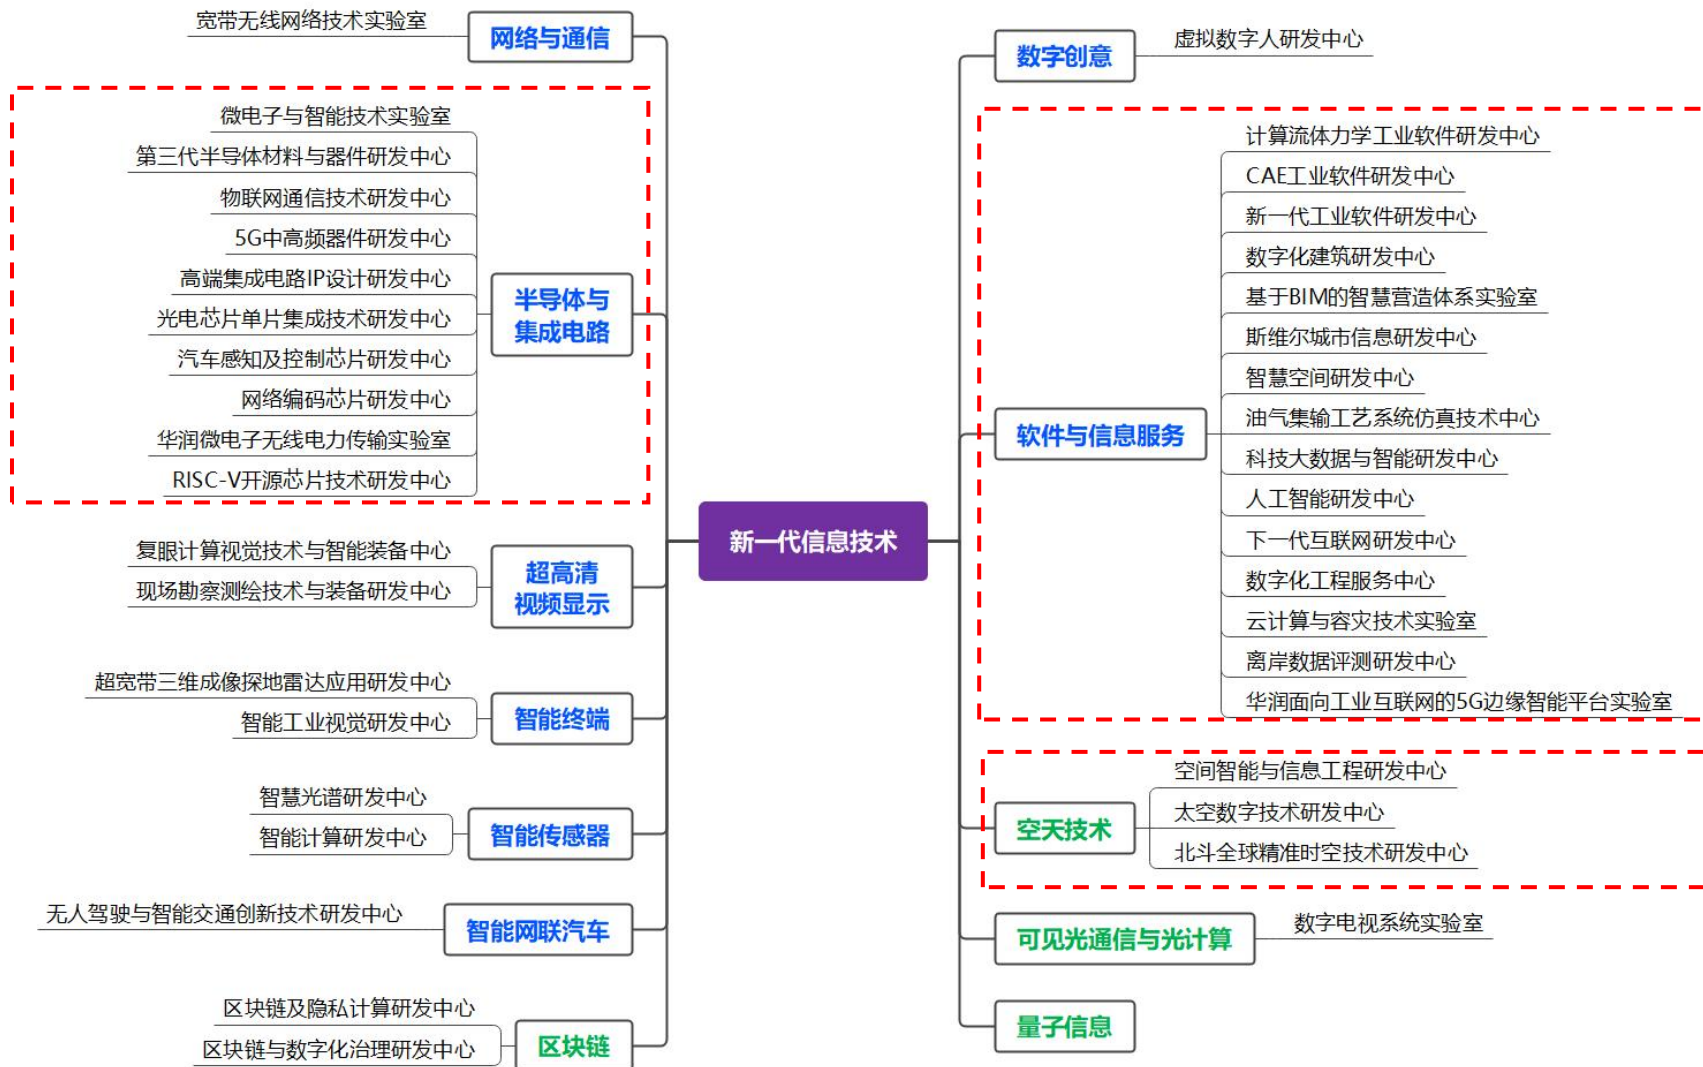 宽带无线网络技术实验室
网络与通信
微电子与智能技术实验室
第三代半导体材料与器件研发中心
物联网通信技术研发中心
5G中高频器件研发中心
高端集成电路IP设计研发中心
光电芯片单片集成技术研发中心
汽车感知及控制芯片研发中心
网络编码芯片研发中心
华润微电子无线电力传输实验室
RISC-V开源芯片技术研发中心
半导体与
集成电路
复眼计算视觉技术与智能装备中心
现场勘察测绘技术与装备研发中心
超高清
视频显示
超宽带三维成像探地雷达应用研发中心
智能工业视觉研发中心
智能终端
智慧光谱研发中心
智能计算研发中心
智能传感器
无人驾驶与智能交通创新技术研发中心
智能网联汽车
区块链及隐私计算研发中心
区块链与数字化治理研发中心
区块链
新一代信息技术
数字创意
虚拟数字人研发中心
软件与信息服务
计算流体力学工业软件研发中心
CAE工业软件研发中心
新一代工业软件研发中心
数字化建筑研发中心
基于BIM的智慧营造体系实验室
斯维尔城市信息研发中心
智慧空间研发中心
油气集输工艺系统仿真技术中心
科技大数据与智能研发中心
人工智能研发中心
下一代互联网研发中心
数字化工程服务中心
云计算与容灾技术实验室
离岸数据评测研发中心
华润面向工业互联网的5G边缘智能平台实验室
空天技术
空间智能与信息工程研发中心
太空数字技术研发中心
北斗全球精准时空技术研发中心
可见光通信与光计算
数字电视系统实验室
量子信息